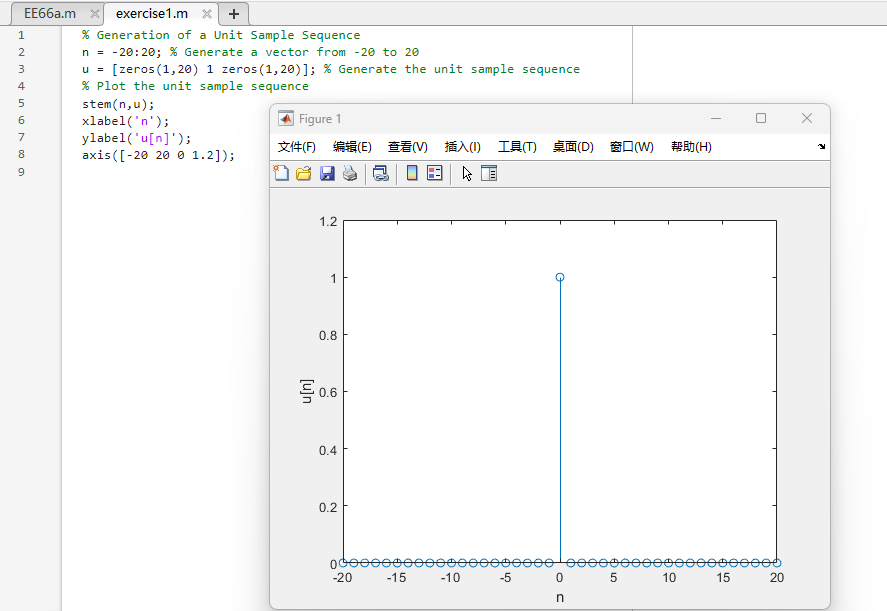 EE66a.m × exercise1.m × +
1 % Generation of a Unit Sample Sequence
2 n = -20:20; % Generate a vector from -20 to 20
3 u = [zeros(1,20) 1 zeros(1,20)]; % Generate the unit sample sequence
4 % Plot the unit sample sequence
5 stem(n,u);
6 xlabel('n');
7 ylabel('u[n]');
8 axis([-20 20 0 1.2]);
9
Figure 1
文件(F) 编辑(E) 查看(V) 插入(I) 工具(T) 桌面(D) 窗口(W) 帮助(H)
1.2
1
0.8
0.6
0.4
0.2
0
u[n]
-20 -15 -10 -5 0 5 10 15 20
n